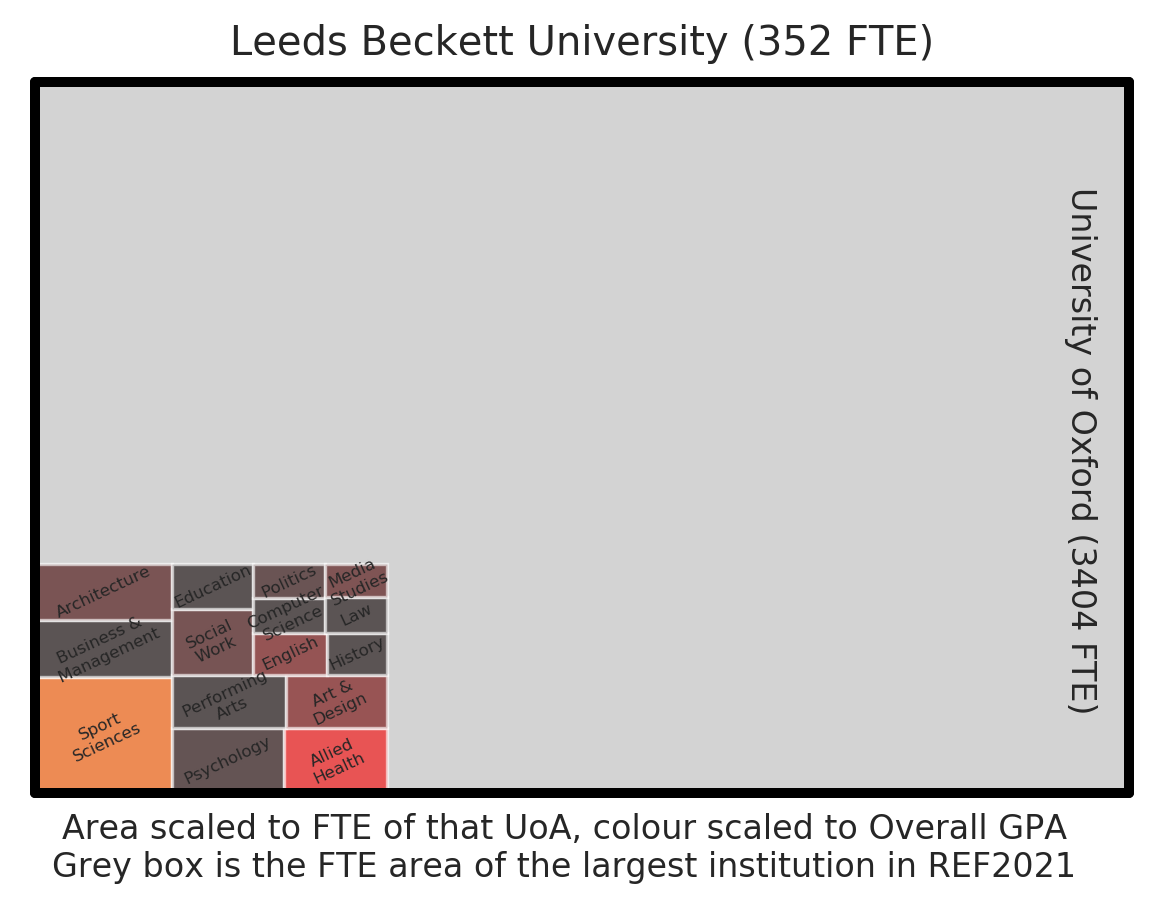 Leeds Beckett University (352 FTE)
University of Oxford (3404 FTE)
Architecture
Education
Politics
Media
Studies
Business &
Management
Social
Work
Computer
Science
Law
English
History
Sport
Sciences
Performing
Arts
Art &
Design
Psychology
Allied
Health
Area scaled to FTE of that UoA, colour scaled to Overall GPA
Grey box is the FTE area of the largest institution in REF2021